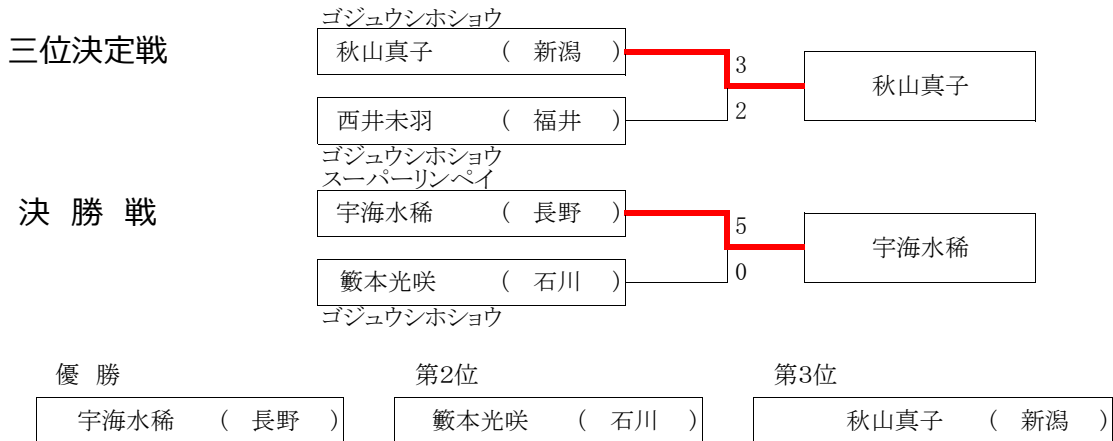 ゴジュウシホショウ
三位決定戦
秋山真子 ( 新潟 )
3
秋山真子
2
西井未羽 ( 福井 )
ゴジュウシホショウ
スーパーリンペイ
決 勝 戦
宇海水稀 ( 長野 )
5
宇海水稀
0
籔本光咲 ( 石川 )
ゴジュウシホショウ
優 勝 第2位 第3位
宇海水稀 ( 長野 ) 籔本光咲 ( 石川 ) 秋山真子 ( 新潟 )